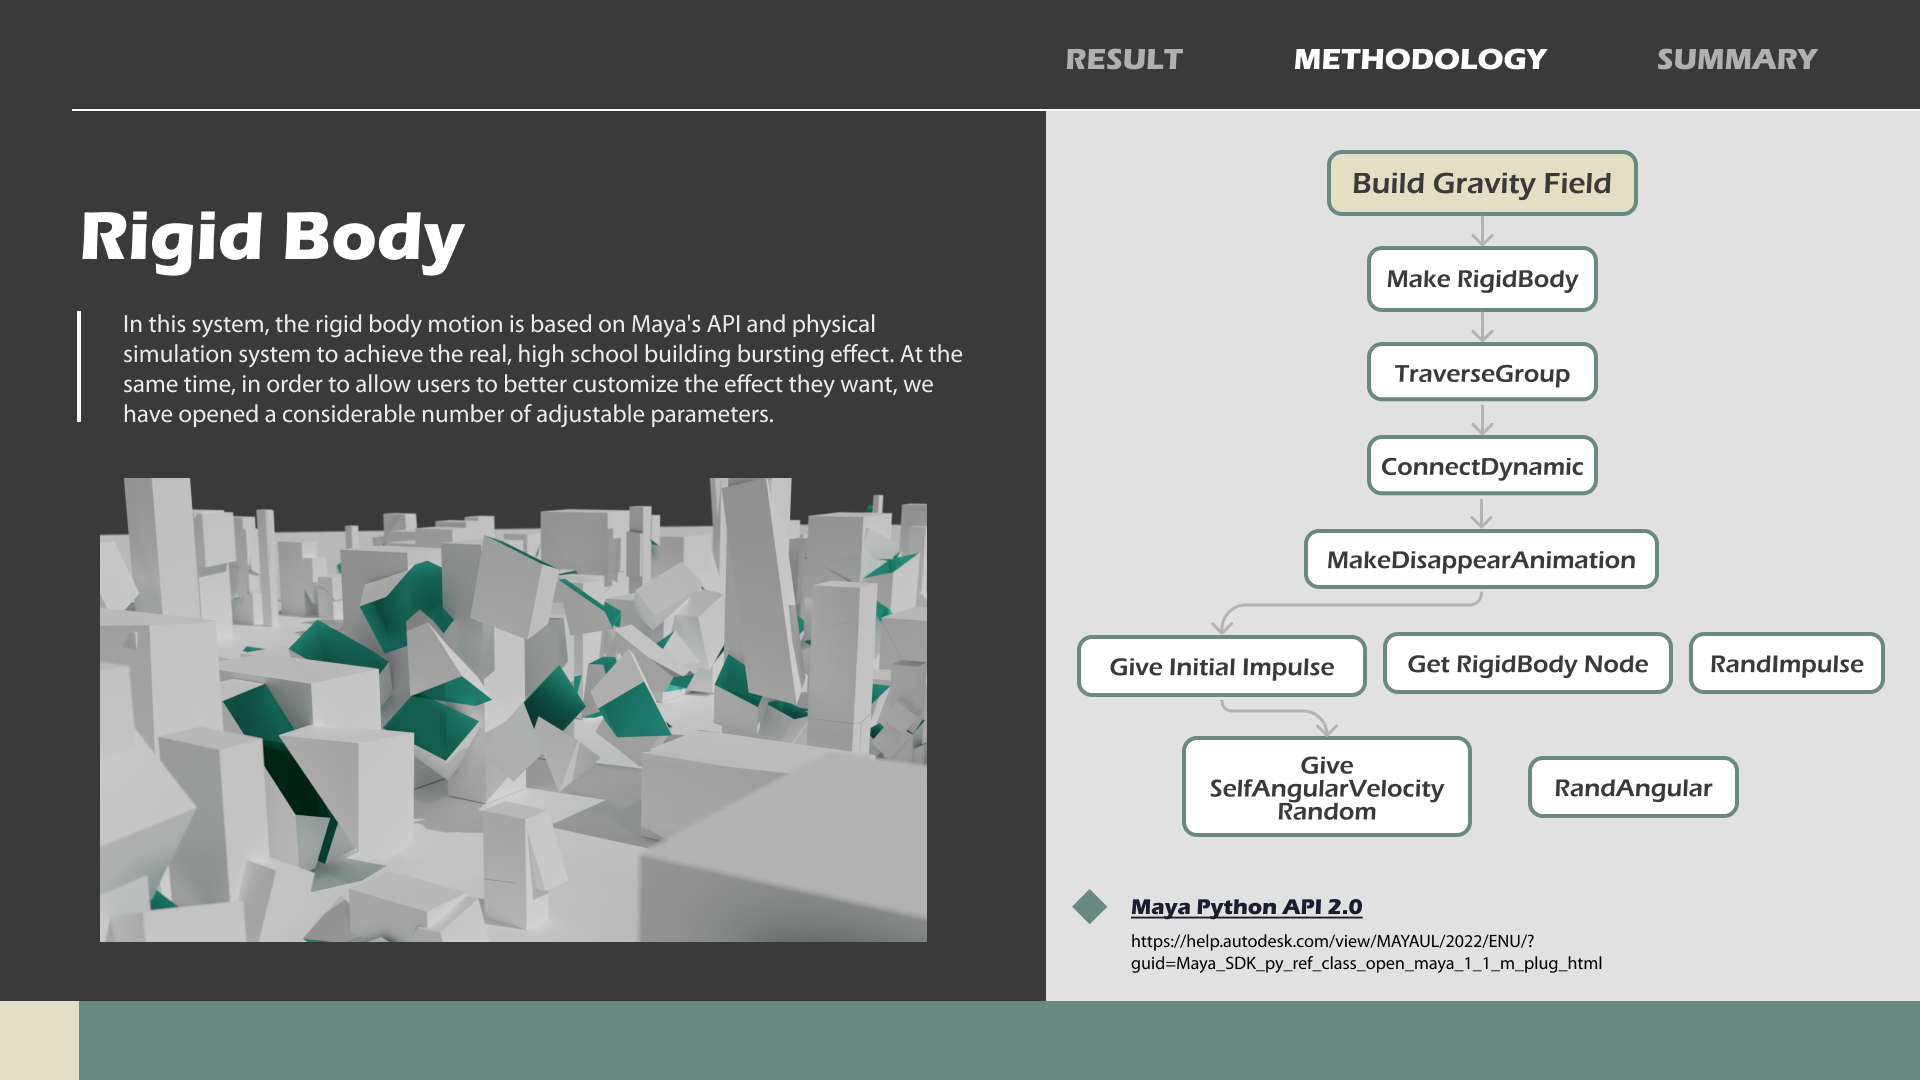 RESULT METHODOLOGY SUMMARY
Rigid Body
In this system, the rigid body motion is based on Maya's API and physical
simulation system to achieve the real, high school building bursting effect. At the
same time, in order to allow users to better customize the effect they want, we
have opened a considerable number of adjustable parameters.
Build Gravity Field
Make RigidBody
TraverseGroup
ConnectDynamic
MakeDisappearAnimation
Give Initial Impulse
Get RigidBody Node
RandImpulse
Give
SelfAngularVelocity
Random
RandAngular
Maya Python API 2.0
https://help.autodesk.com/view/MAYAUL/2022/ENU/?
guid=Maya_SDK_py_ref_class_open_maya_1_1_m_plug_html